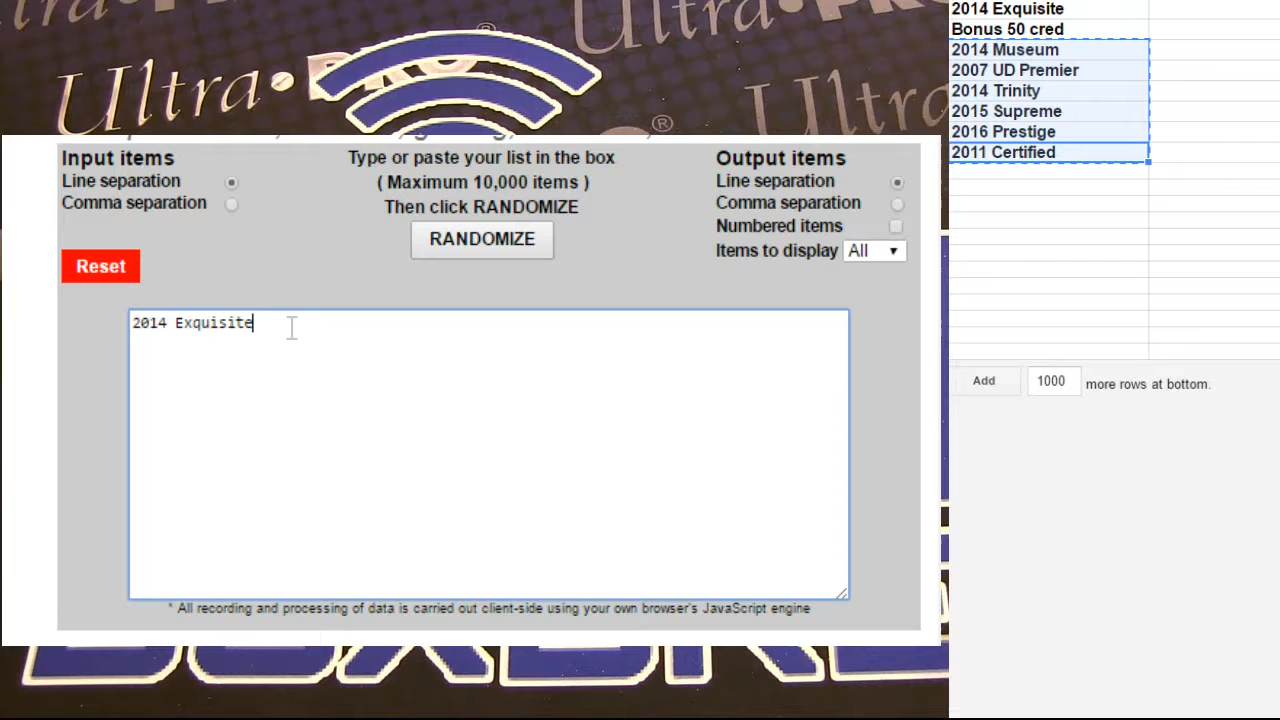 Ultra•PRO
Ultra•PRO
Ultra
2014 Exquisite
Bonus 50 cred
2014 Museum
2007 UD Premier
2014 Trinity
2015 Supreme
2016 Prestige
2011 Certified
Input items
Line separation
Comma separation
Reset
Type or paste your list in the box
( Maximum 10,000 items )
Then click RANDOMIZE
RANDOMIZE
Output items
Line separation
Comma separation
Numbered items
Items to display All
2014 Exquisite
* All recording and processing of data is carried out client-side using your own browser's JavaScript engine
Add 1000 more rows at bottom.